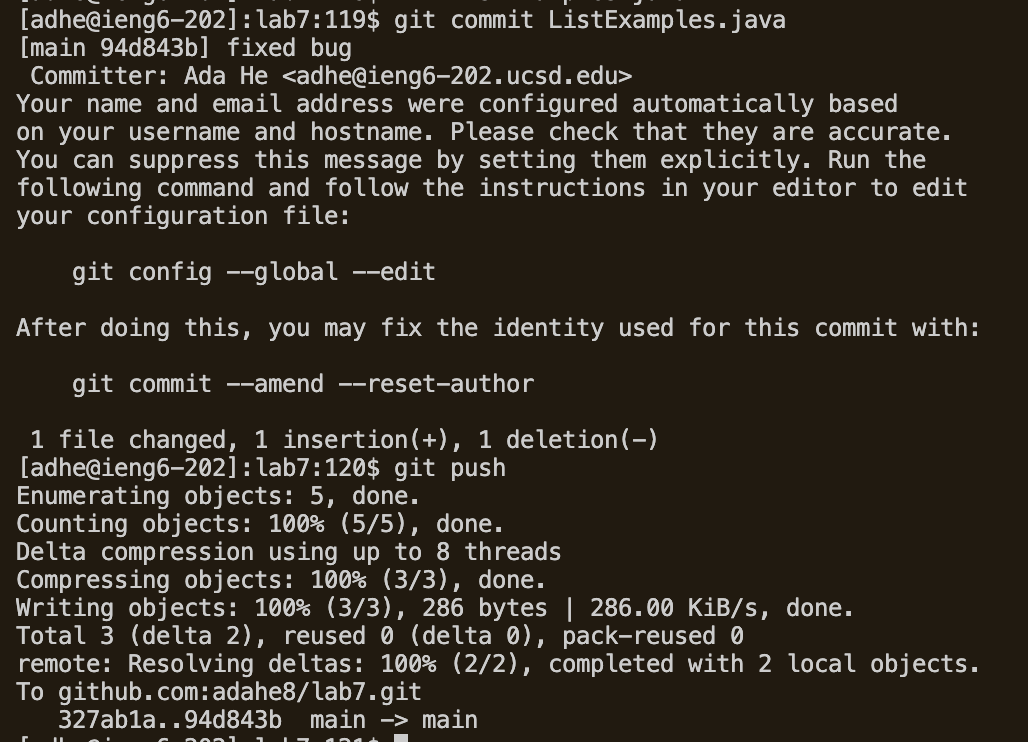 [adhe@ieng6-202]:lab7:119$ git commit ListExamples.java
[main 94d843b] fixed bug
 Committer: Ada He <adhe@ieng6-202.ucsd.edu>
Your name and email address were configured automatically based
on your username and hostname. Please check that they are accurate.
You can suppress this message by setting them explicitly. Run the
following command and follow the instructions in your editor to edit
your configuration file:

    git config --global --edit

After doing this, you may fix the identity used for this commit with:

    git commit --amend --reset-author

 1 file changed, 1 insertion(+), 1 deletion(-)
[adhe@ieng6-202]:lab7:120$ git push
Enumerating objects: 5, done.
Counting objects: 100% (5/5), done.
Delta compression using up to 8 threads
Compressing objects: 100% (3/3), done.
Writing objects: 100% (3/3), 286 bytes | 286.00 KiB/s, done.
Total 3 (delta 2), reused 0 (delta 0), pack-reused 0
remote: Resolving deltas: 100% (2/2), completed with 2 local objects.
To github.com:adahe8/lab7.git
   327ab1a..94d843b  main -> main